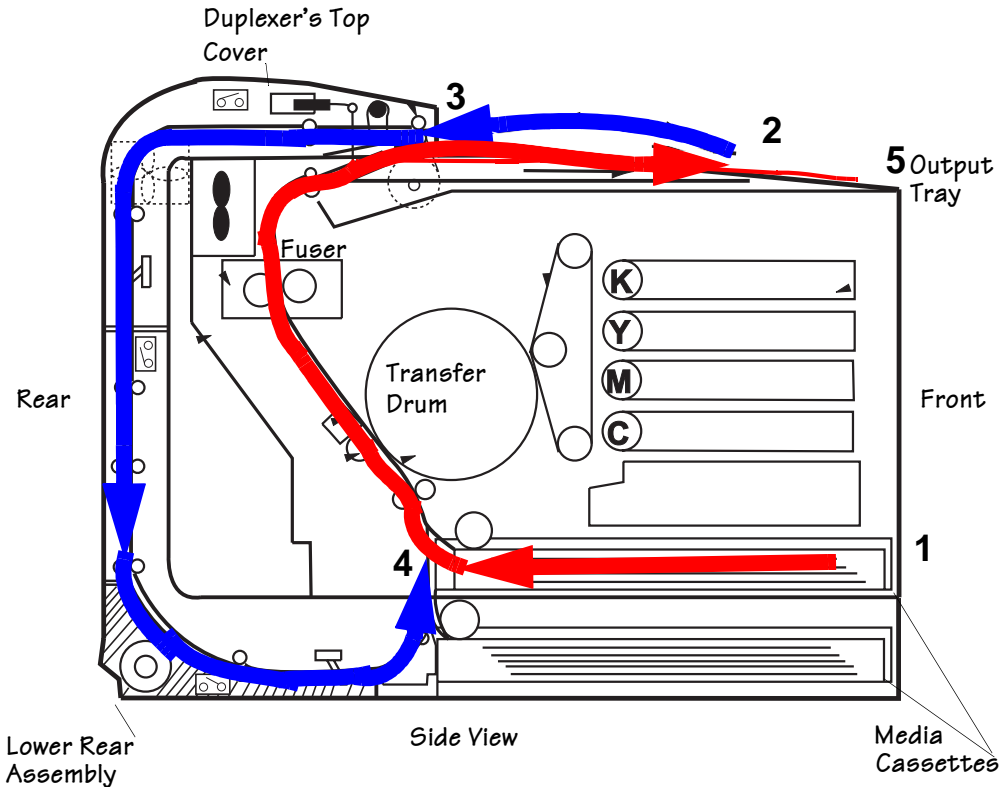 Duplexer's Top
Cover
3
2
5
Output
Tray
Fuser
K
Y
Transfer
Drum
M
Rear
Front
C
1
4
Side View
Lower Rear
Assembly
Media
Cassettes